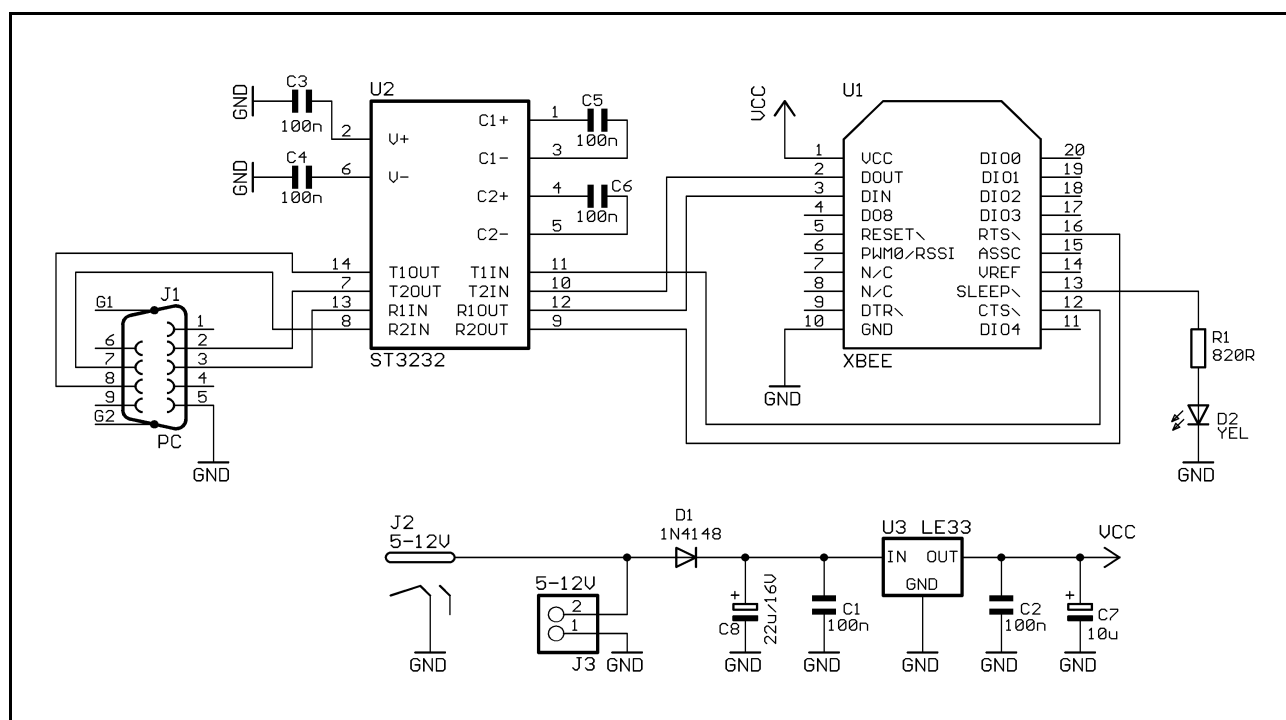 GND
C3
100n
GND
C4
100n
U2
2 V+
6 V-
C1+ 1
C1- 3
C2+ 4
C2- 5
C5
100n
C6
100n
14 T1OUT T1IN 11
7 T2OUT T2IN 10
13 R1IN R1OUT 12
8 R2IN R2OUT 9
ST3232
VCC
U1
1 VCC DIO0 20
2 DOUT DIO1 19
3 DIN DIO2 18
4 DO8 DIO3 17
5 RESET\ RTS\ 16
6 PWM0/RSSI ASSC 15
7 N/C VREF 14
8 N/C SLEEP\ 13
9 DTR\ CTS\ 12
10 GND DIO4 11
XBEE
GND
R1
820R
D2
YEL
GND
J1
G1
1
6
2
7
3
8
4
9
5
G2
PC
GND
J2
5-12V
GND
5-12V
2
1
J3
GND
D1
1N4148
+
C8
22u/16V
GND
C1
100n
GND
U3 LE33
IN OUT
GND
GND
C2
100n
GND
VCC
+
C7
10u
GND